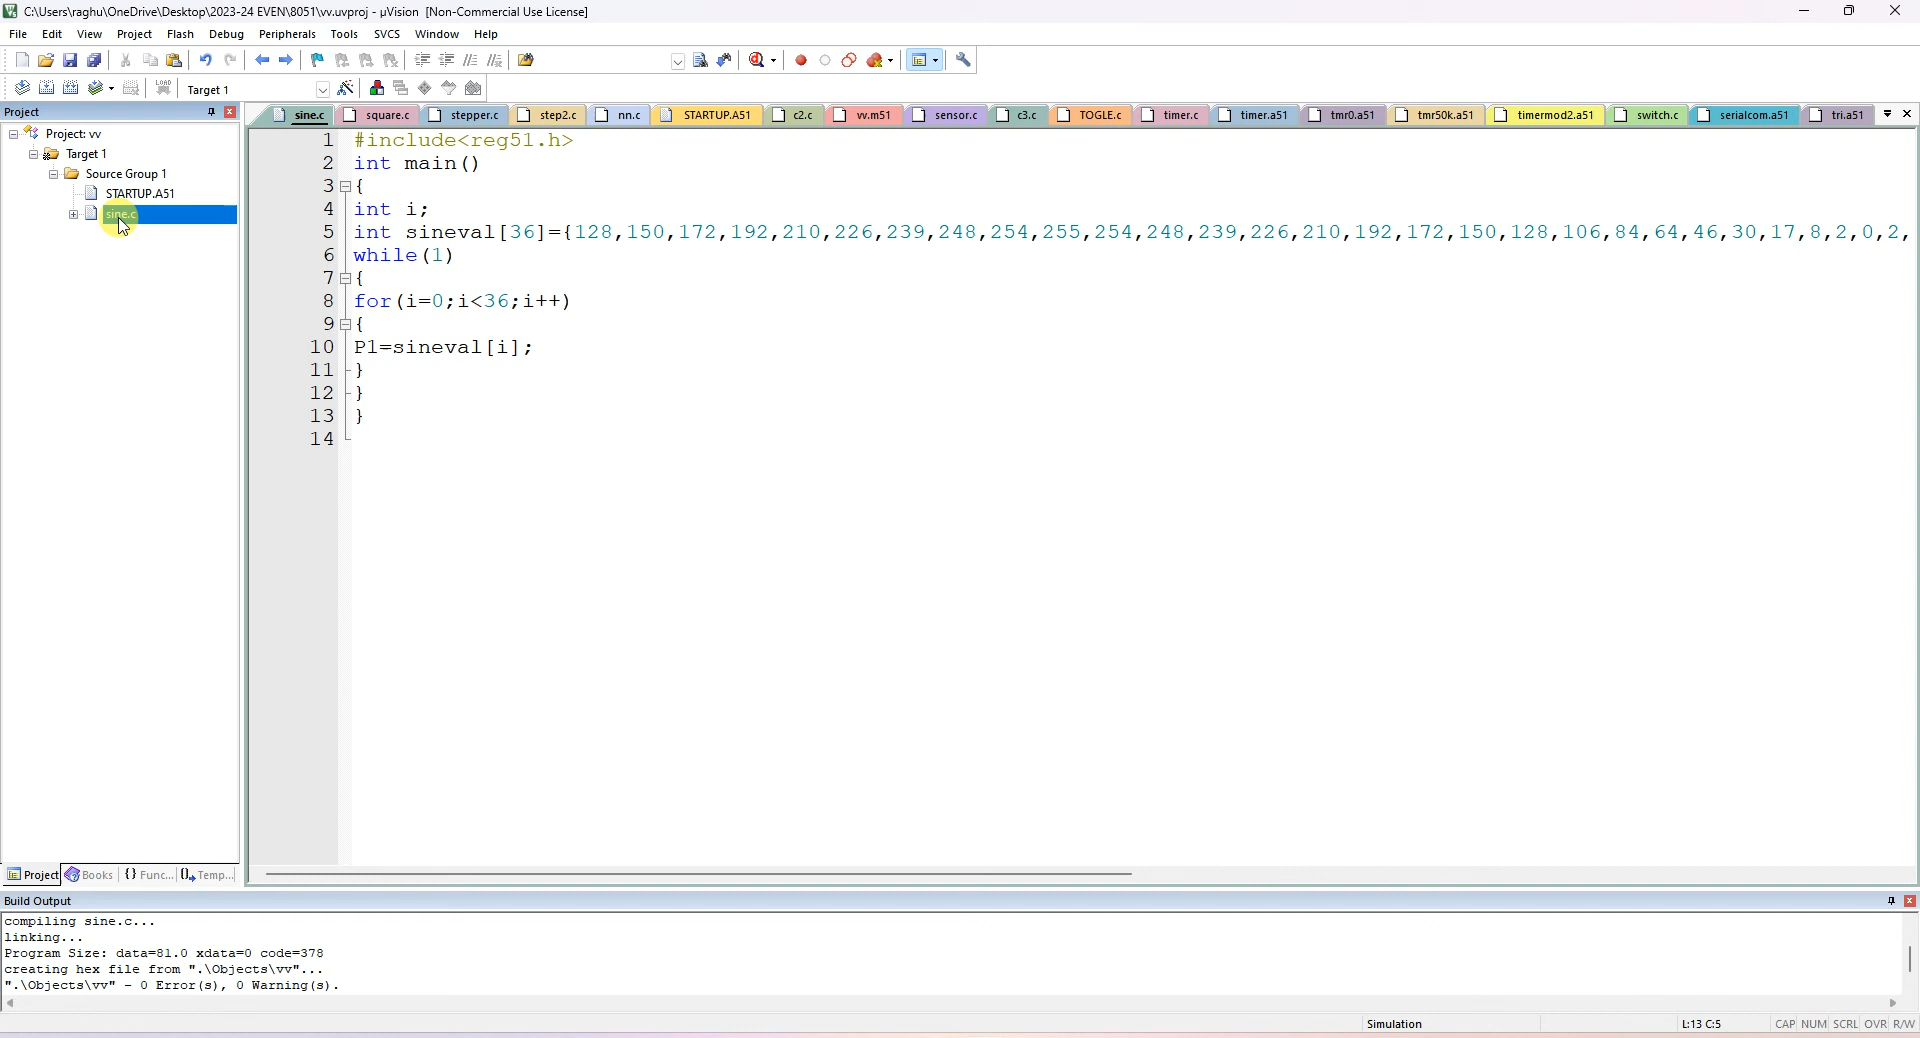 C:\Users\raghu\OneDrive\Desktop\2023-24 EVEN\8051\vv.uvproj - µVision [Non-Commercial Use License]
File Edit View Project Flash Debug Peripherals Tools SVCS Window Help
LOAD Target 1
Project
Project: vv
Target 1
Source Group 1
STARTUP.A51
sine.c
sine.c square.c stepper.c step2.c nn.c STARTUP.A51 c2.c vv.m51 sensor.c c3.c TOGLE.c timer.c timer.a51 tmr0.a51 tmr50k.a51 timermod2.a51 switch.c serialcom.a51 tri.a51
1 #include<reg51.h>
2 int main()
3 {
4 int i;
5 int sineval[36]={128,150,172,192,210,226,239,248,254,255,254,248,239,226,210,192,172,150,128,106,84,64,46,30,17,8,2,0,2,
6 while(1)
7 {
8 for(i=0;i<36;i++)
9 {
10 P1=sineval[i];
11 }
12 }
13 }
14
Project Books {} Func... Temp...
Build Output
compiling sine.c...
linking...
Program Size: data=81.0 xdata=0 code=378
creating hex file from ".\Objects\vv"...
".\Objects\vv" - 0 Error(s), 0 Warning(s).
Simulation L:13 C:5 CAP NUM SCRL OVR R/W